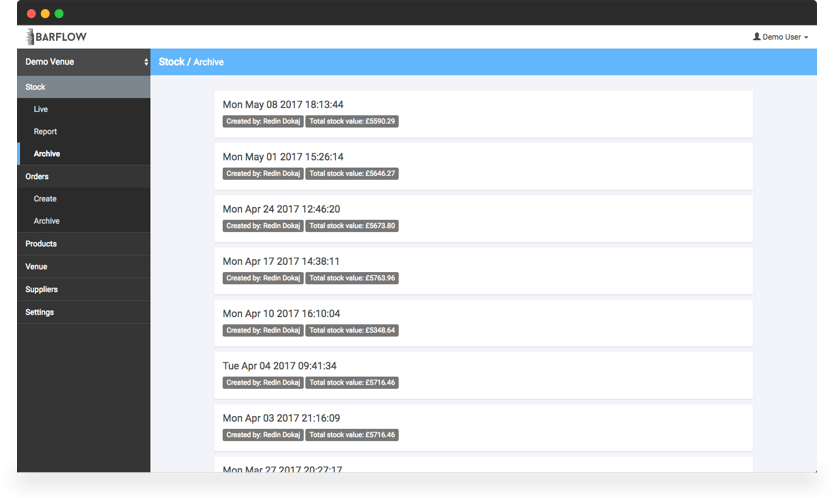 BARFLOW
Demo User
Demo Venue
Stock / Archive
Stock
Live
Report
Archive
Orders
Create
Archive
Products
Venue
Suppliers
Settings
Mon May 08 2017 18:13:44
Created by: Redin Dokaj Total stock value: £5590.29
Mon May 01 2017 15:26:14
Created by: Redin Dokaj Total stock value: £5646.27
Mon Apr 24 2017 12:46:20
Created by: Redin Dokaj Total stock value: £5673.80
Mon Apr 17 2017 14:38:11
Created by: Redin Dokaj Total stock value: £5763.96
Mon Apr 10 2017 16:10:04
Created by: Redin Dokaj Total stock value: £5348.64
Tue Apr 04 2017 09:41:34
Created by: Redin Dokaj Total stock value: £5716.46
Mon Apr 03 2017 21:16:09
Created by: Redin Dokaj Total stock value: £5716.46
Mon Mar 27 2017 20:27:17